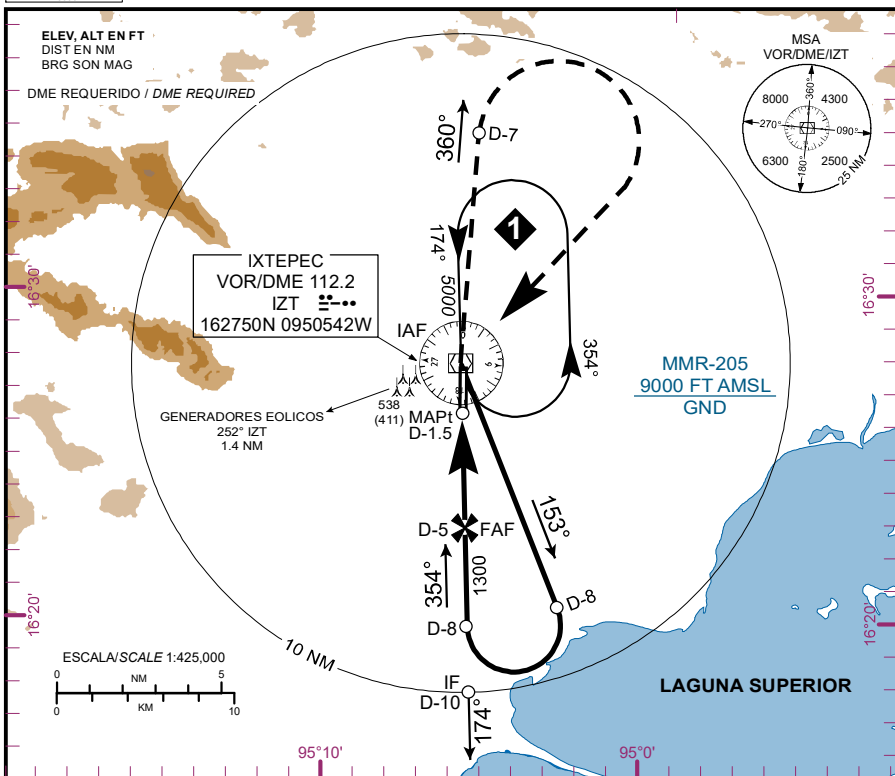 ELEV, ALT EN FT
DIST EN NM
BRG SON MAG
DME REQUERIDO / DME REQUIRED
MSA
VOR/DME/IZT
360°
8000
4300
270°
090°
6300
2500
180°
25 NM
360°
D-7
1
174°
5000
16°30'
16°30'
IXTEPEC
VOR/DME 112.2
IZT
162750N 0950542W
IAF
0
27
9
18
354°
MMR-205
9000 FT AMSL
GND
GENERADORES EOLICOS
252° IZT
1.4 NM
538
(411)
MAPt
D-1.5
D-5
FAF
153°
354°
1300
D-8
D-8
16°20'
16°20'
10 NM
ESCALA/SCALE 1:425,000
0
NM
5
0
KM
10
IF
D-10
174°
LAGUNA SUPERIOR
95°10'
95°0'